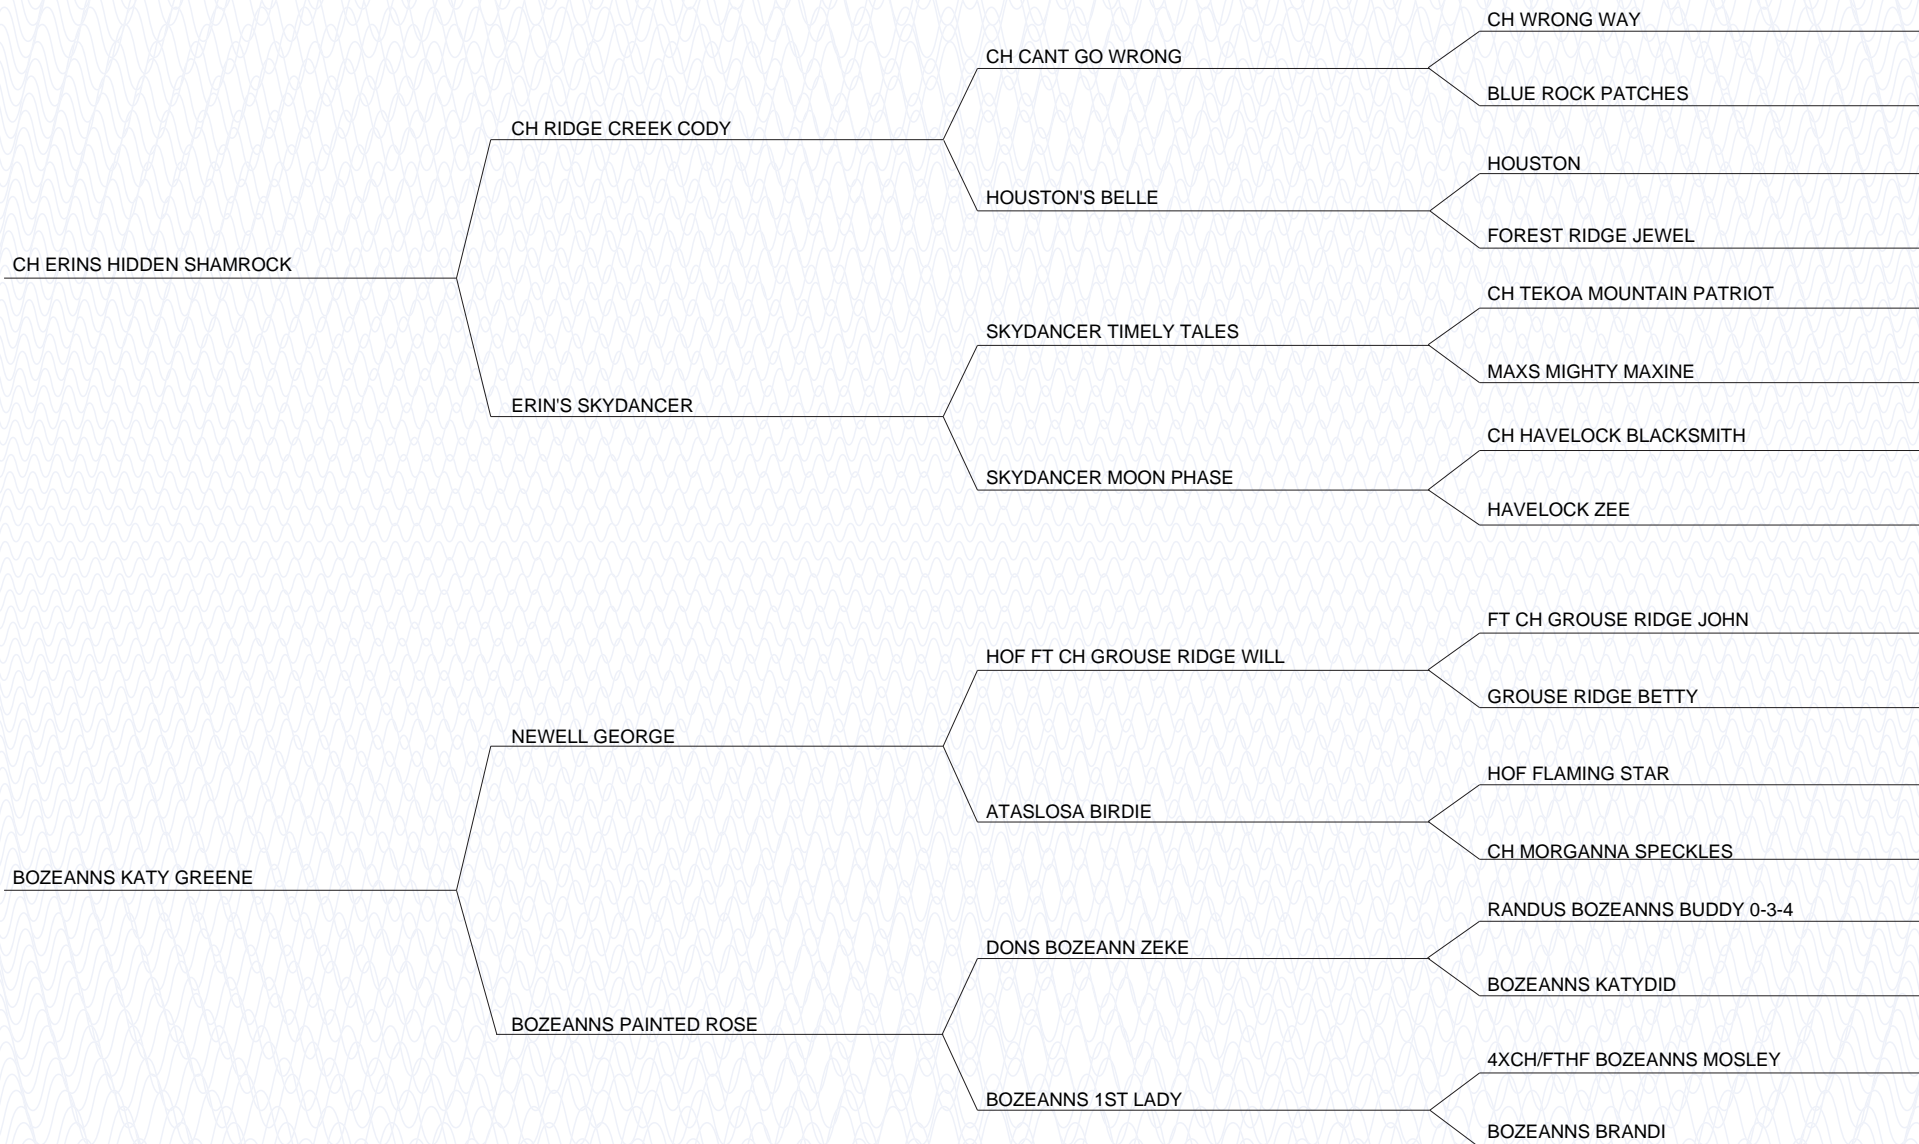 CH WRONG WAY
CH CANT GO WRONG
BLUE ROCK PATCHES
CH RIDGE CREEK CODY
HOUSTON
HOUSTON'S BELLE
FOREST RIDGE JEWEL
CH ERINS HIDDEN SHAMROCK
CH TEKOA MOUNTAIN PATRIOT
SKYDANCER TIMELY TALES
MAXS MIGHTY MAXINE
ERIN'S SKYDANCER
CH HAVELOCK BLACKSMITH
SKYDANCER MOON PHASE
HAVELOCK ZEE
FT CH GROUSE RIDGE JOHN
HOF FT CH GROUSE RIDGE WILL
GROUSE RIDGE BETTY
NEWELL GEORGE
HOF FLAMING STAR
ATASLOSA BIRDIE
CH MORGANNA SPECKLES
BOZEANNS KATY GREENE
RANDUS BOZEANNS BUDDY 0-3-4
DONS BOZEANN ZEKE
BOZEANNS KATYDID
BOZEANNS PAINTED ROSE
4XCH/FTHF BOZEANNS MOSLEY
BOZEANNS 1ST LADY
BOZEANNS BRANDI